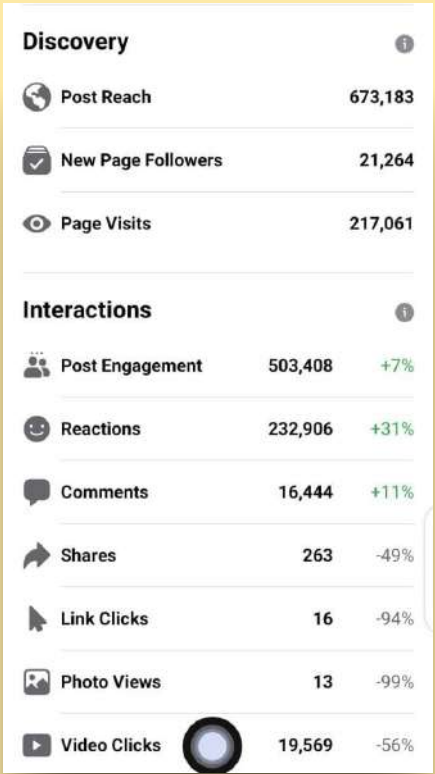 Discovery
Post Reach 673,183
New Page Followers 21,264
Page Visits 217,061
Interactions
Post Engagement 503,408 +7%
Reactions 232,906 +31%
Comments 16,444 +11%
Shares 263 -49%
Link Clicks 16 -94%
Photo Views 13 -99%
Video Clicks 19,569 -56%